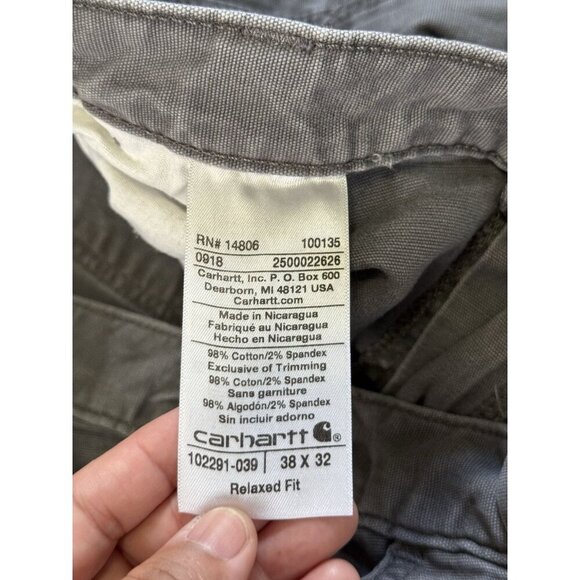 RN# 14806 100135
0918 2500022626
Carhartt, Inc. P. O. Box 600
Dearborn, MI 48121 USA
Carhartt.com
Made in Nicaragua
Fabriqué au Nicaragua
Hecho en Nicaragua
98% Cotton/2% Spandex
Exclusive of Trimming
98% Coton/2% Spandex
Sans garniture
98% Algodón/2% Spandex
Sin incluir adorno
carhartt ®
102291-039 38 X 32
Relaxed Fit